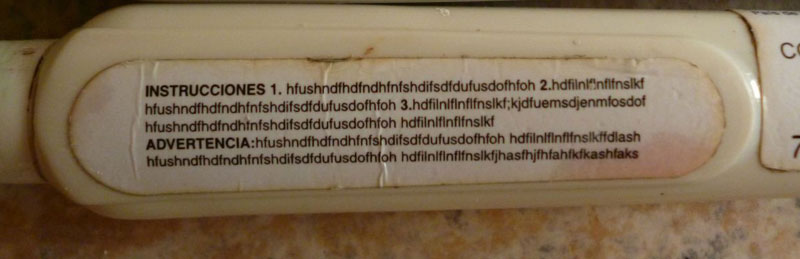 INSTRUCCIONES 1. hfushndfhdfndhfnfshdifsdfdufusdofhfoh 2.hdfilnlflnflfnslkf
hfushndfhdfndhfnfshdifsdfdufusdofhfoh 3.hdfilnlflnflfnslkf;kjdfuemsdjenmfosdof
hfushndfhdfndhfnfshdifsdfdufusdofhfoh hdfilnlflnflfnslkf
ADVERTENCIA:hfushndfhdfndhfnfshdifsdfdufusdofhfoh hdfilnlflnflfnslkffdlash
hfushndfhdfndhfnfshdifsdfdufusdofhfoh hdfilnlflnflfnslkfjhasfhjfhfahfkfkashfaks